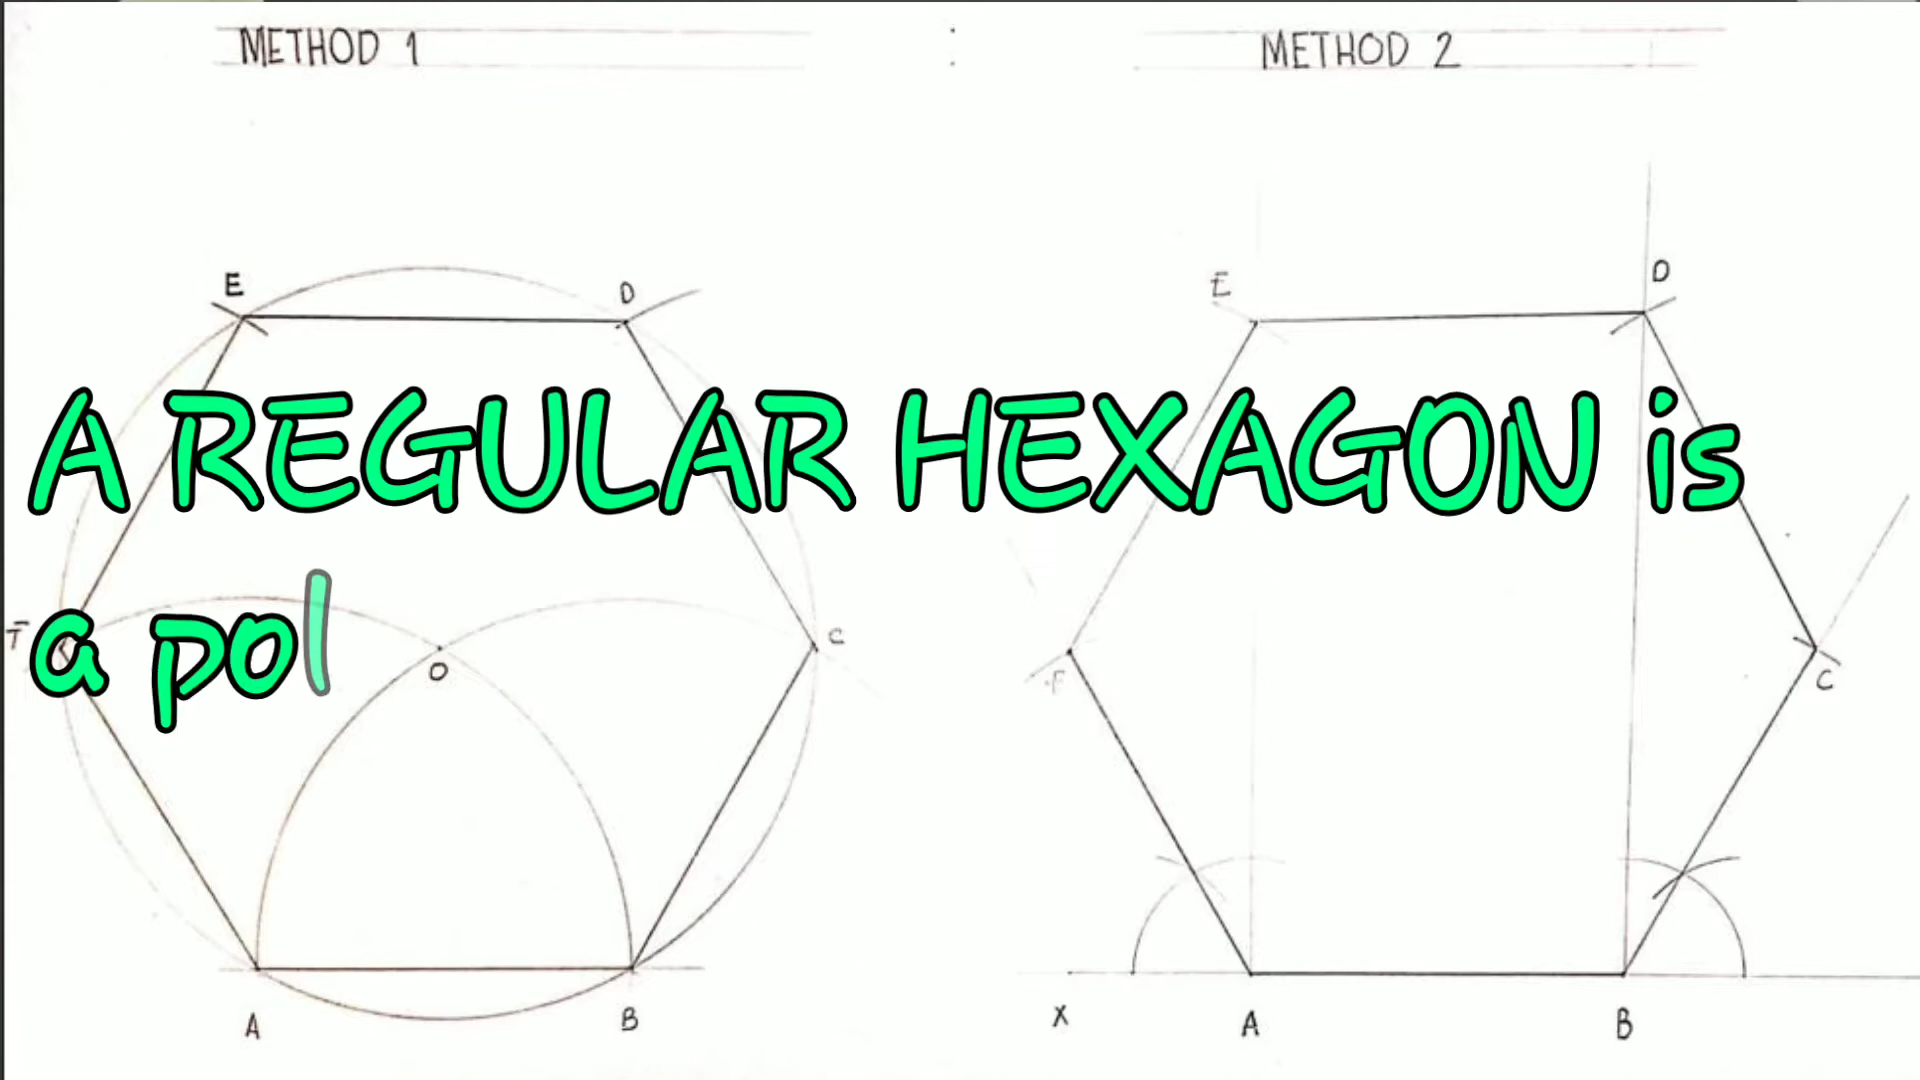 METHOD 1
METHOD 2
E
D
E
D
A REGULAR HEXAGON is
a pol
F
O
C
F
C
A
B
X
A
B